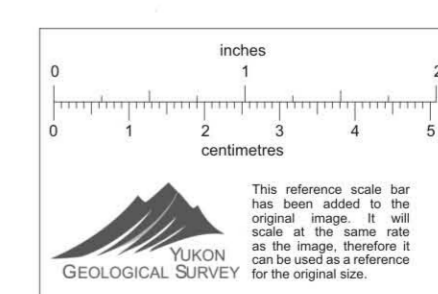 inches
0 1 2
0 1 2 3 4 5
centimetres
This reference scale bar
has been added to the
original image. It will
scale at the same rate
as the image, therefore it
can be used as a reference
for the original size.
YUKON
GEOLOGICAL SURVEY